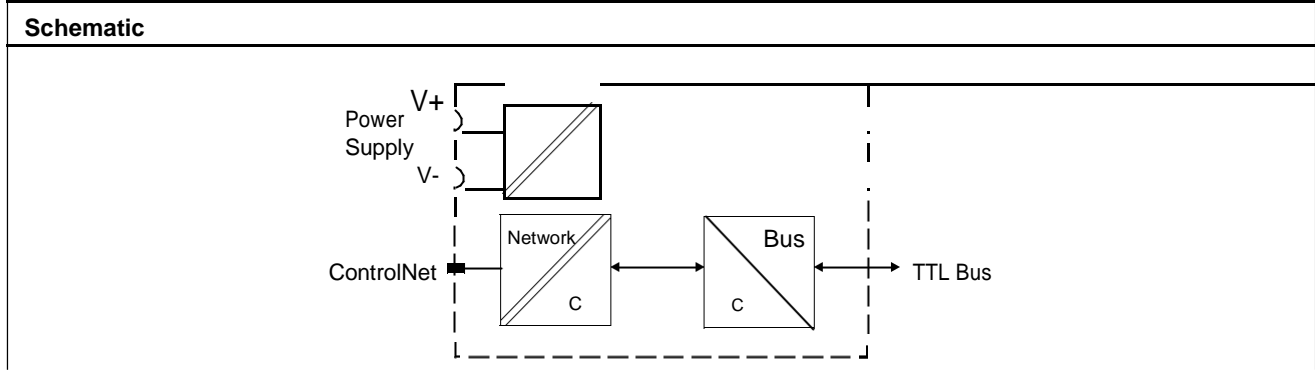 Schematic
V+
Power
Supply
V-
Network
C
Bus
C
ControlNet
TTL Bus